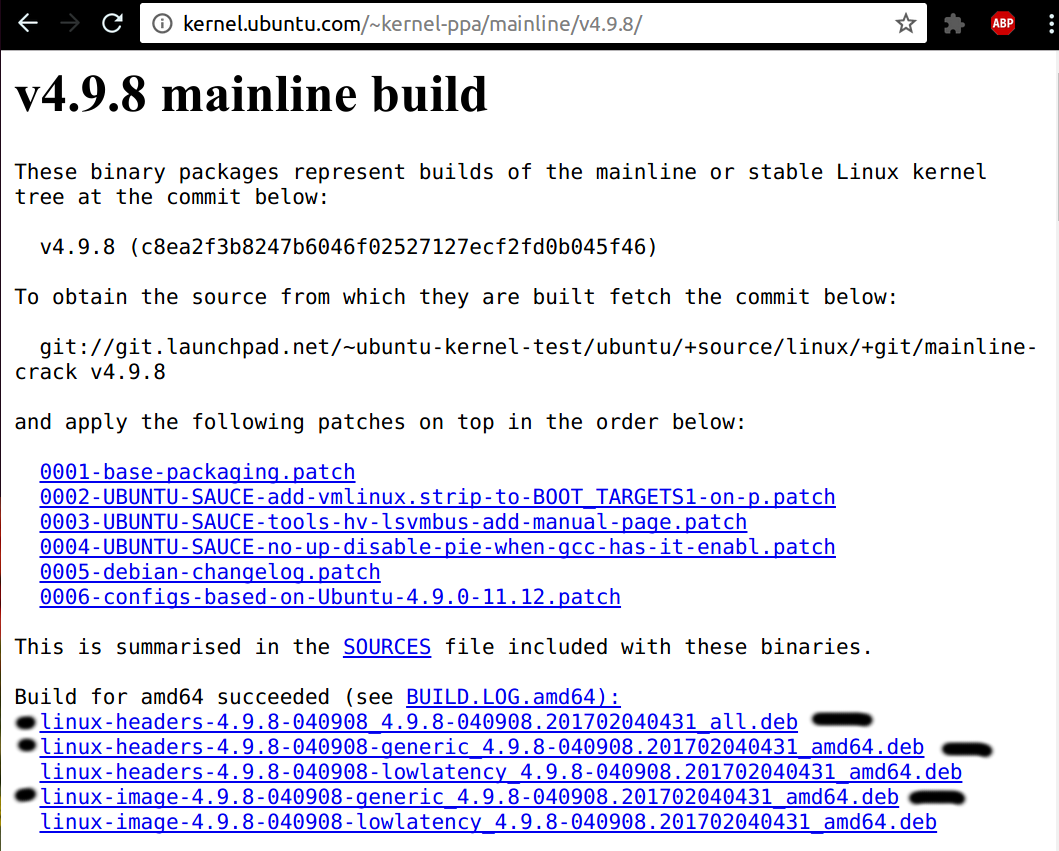 kernel.ubuntu.com/~kernel-ppa/mainline/v4.9.8/
ABP
v4.9.8 mainline build
These binary packages represent builds of the mainline or stable Linux kernel
tree at the commit below:
v4.9.8 (c8ea2f3b8247b6046f02527127ecf2fd0b045f46)
To obtain the source from which they are built fetch the commit below:
git://git.launchpad.net/~ubuntu-kernel-test/ubuntu/+source/linux/+git/mainline-
crack v4.9.8
and apply the following patches on top in the order below:
0001-base-packaging.patch
0002-UBUNTU-SAUCE-add-vmlinux.strip-to-BOOT_TARGETS1-on-p.patch
0003-UBUNTU-SAUCE-tools-hv-lsvmbus-add-manual-page.patch
0004-UBUNTU-SAUCE-no-up-disable-pie-when-gcc-has-it-enabl.patch
0005-debian-changelog.patch
0006-configs-based-on-Ubuntu-4.9.0-11.12.patch
This is summarised in the SOURCES file included with these binaries.
Build for amd64 succeeded (see BUILD.LOG.amd64):
linux-headers-4.9.8-040908_4.9.8-040908.201702040431_all.deb
linux-headers-4.9.8-040908-generic_4.9.8-040908.201702040431_amd64.deb
linux-headers-4.9.8-040908-lowlatency_4.9.8-040908.201702040431_amd64.deb
linux-image-4.9.8-040908-generic_4.9.8-040908.201702040431_amd64.deb
linux-image-4.9.8-040908-lowlatency_4.9.8-040908.201702040431_amd64.deb